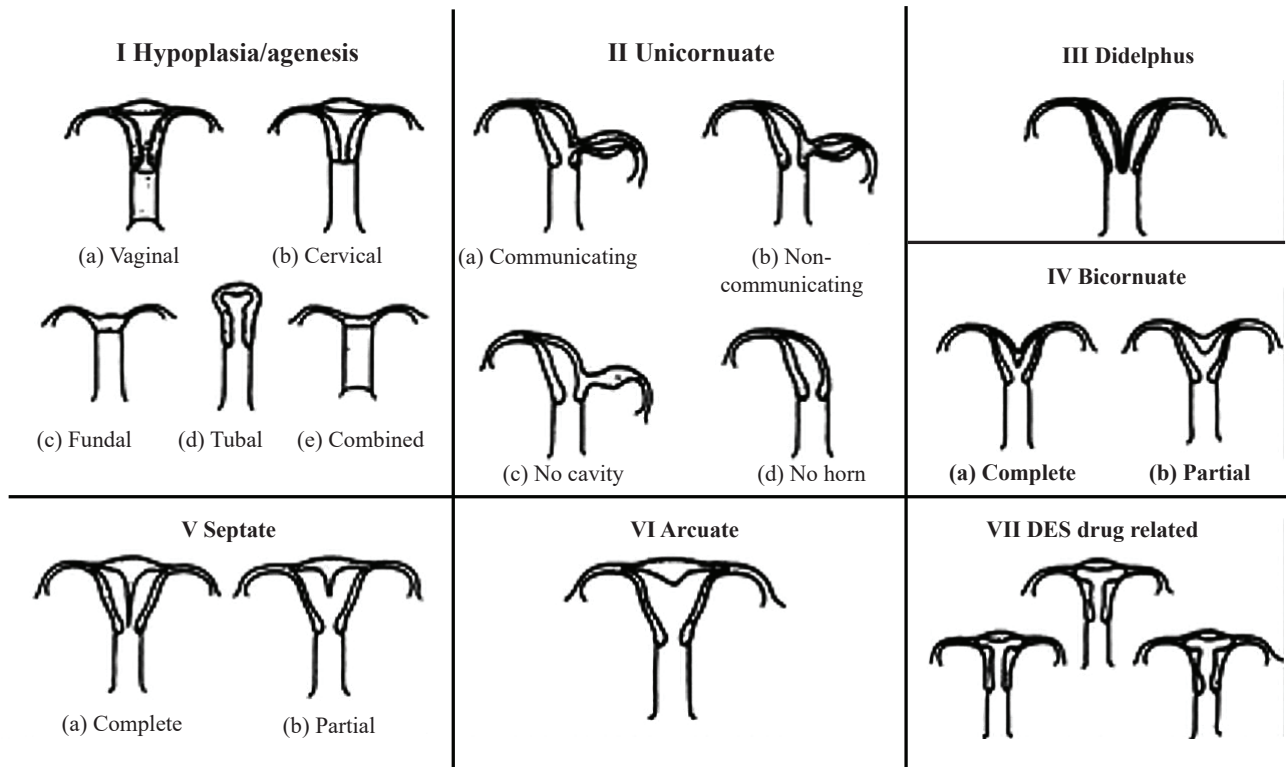 I Hypoplasia/agenesis
(a) Vaginal
(b) Cervical
(c) Fundal
(d) Tubal
(e) Combined
II Unicornuate
(a) Communicating
(b) Non-
communicating
(c) No cavity
(d) No horn
III Didelphus
IV Bicornuate
(a) Complete
(b) Partial
V Septate
(a) Complete
(b) Partial
VI Arcuate
VII DES drug related